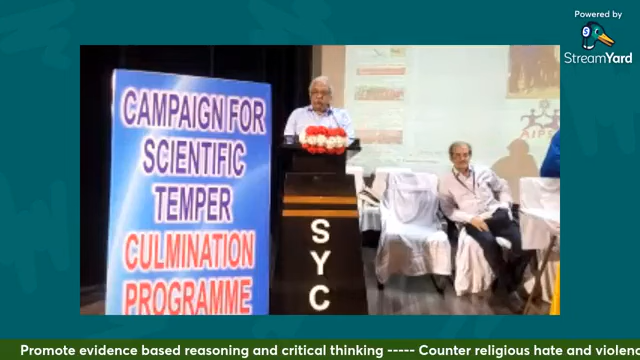 Powered by
StreamYard
CAMPAIGN FOR
SCIENTIFIC
TEMPER
CULMINATION
PROGRAMME
SYC
Promote evidence based reasoning and critical thinking ----- Counter religious hate and violenc